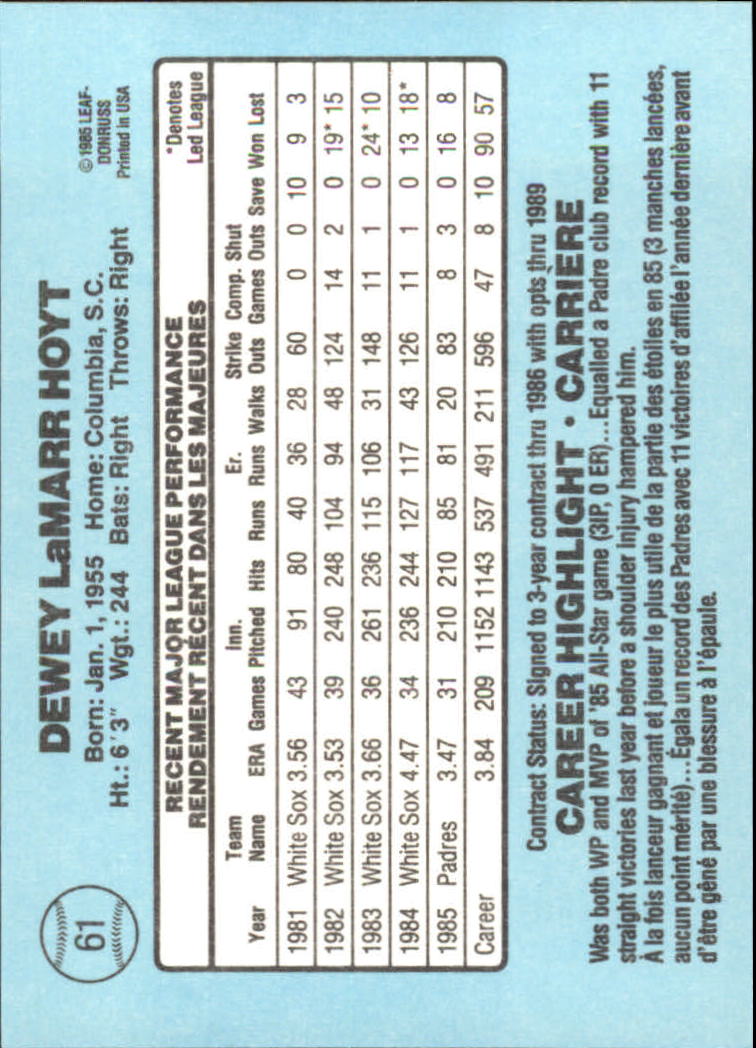 61
DEWEY LaMARR HOYT
Born: Jan. 1, 1955 Home: Columbia, S.C.
Ht.: 6'3" Wgt.: 244 Bats: Right Throws: Right
© 1985 LEAF-
DONRUSS
Printed in USA
RECENT MAJOR LEAGUE PERFORMANCE
RENDEMENT RÉCENT DANS LES MAJEURES
*Denotes
Led League
Team Inn. Er. Strike Comp. Shut
Year Name ERA Games Pitched Hits Runs Runs Walks Outs Games Outs Save Won Lost
1981 White Sox 3.56 43 91 80 40 36 28 60 0 0 10 9 3
1982 White Sox 3.53 39 240 248 104 94 48 124 14 2 0 19* 15
1983 White Sox 3.66 36 261 236 115 106 31 148 11 1 0 24* 10
1984 White Sox 4.47 34 236 244 127 117 43 126 11 1 0 13 18*
1985 Padres 3.47 31 210 210 85 81 20 83 8 3 0 16 8
Career 3.84 209 1152 1143 537 491 211 596 47 8 10 90 57
Contract Status: Signed to 3-year contract thru 1986 with opts thru 1989
CAREER HIGHLIGHT • CARRIÈRE
Was both WP and MVP of '85 All-Star game (3IP, 0 ER)...Equalled a Padre club record with 11
straight victories last year before a shoulder injury hampered him.
À la fois lanceur gagnant et joueur le plus utile de la partie des étoiles en 85 (3 manches lancées,
aucun point mérité)...Égala un record des Padres avec 11 victoires d'affilée l'année dernière avant
d'être gêné par une blessure à l'épaule.